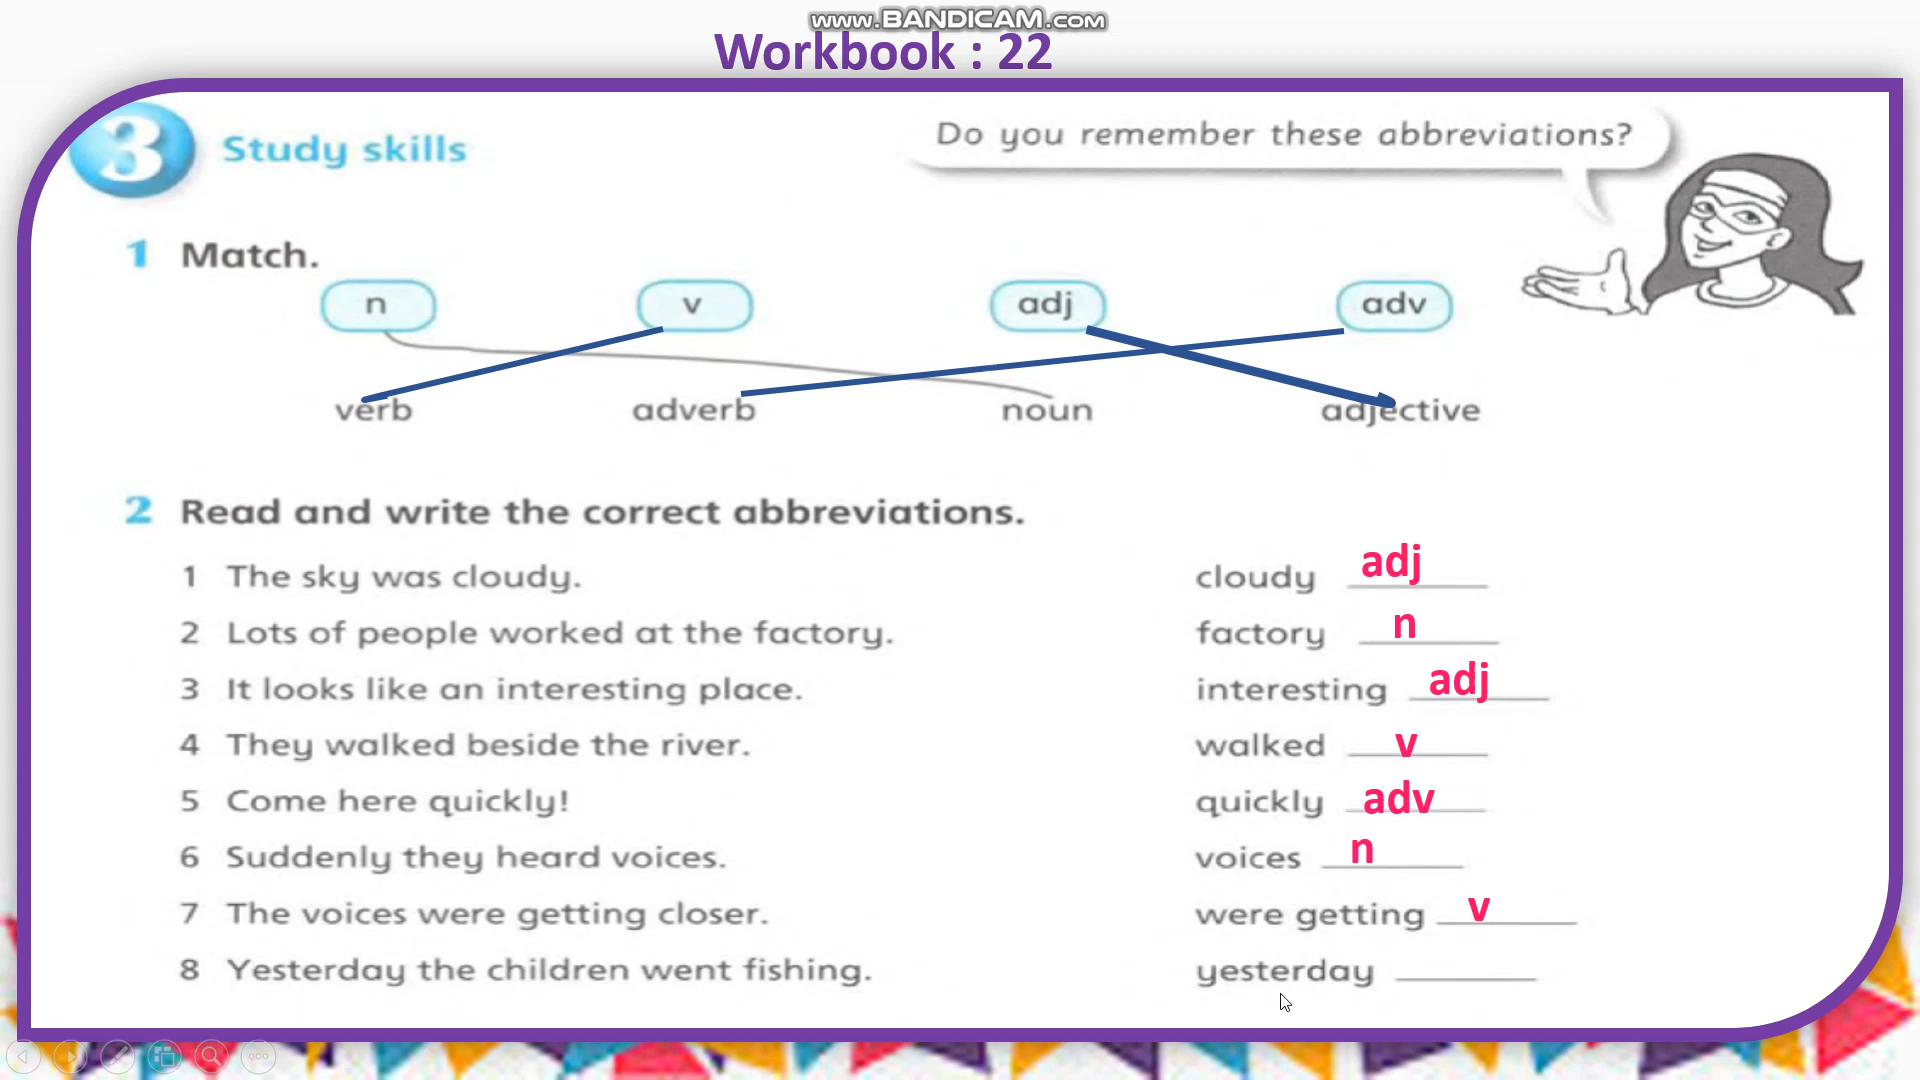 www.BANDICAM.com
Workbook : 22
3 Study skills
Do you remember these abbreviations?
1 Match.
n v adj adv
verb adverb noun adjective
2 Read and write the correct abbreviations.
1 The sky was cloudy. cloudy adj
2 Lots of people worked at the factory. factory n
3 It looks like an interesting place. interesting adj
4 They walked beside the river. walked v
5 Come here quickly! quickly adv
6 Suddenly they heard voices. voices n
7 The voices were getting closer. were getting v
8 Yesterday the children went fishing. yesterday